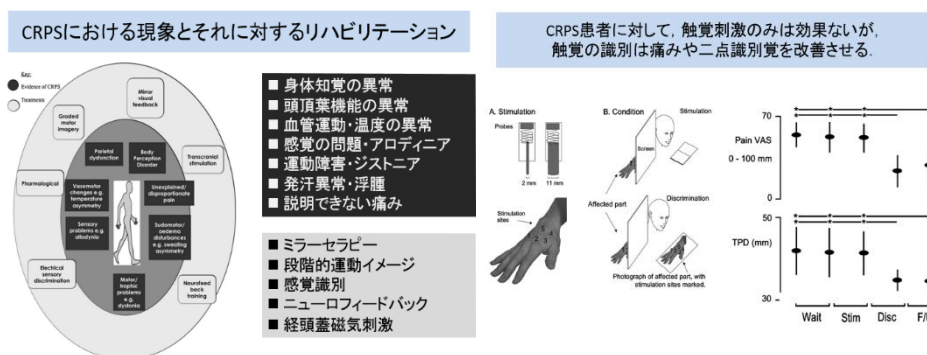 CRPSにおける現象とそれに対するリハビリテーション
Key:
Evidence of CRPS
Treatments
Mirror
visual
feedback
Graded
motor
imagery
Transcranial
stimulation
Pharmological
Parietal
dysfunction
Body
Perception
Disorder
Vasomotor
changes e.g.
temperature
asymmetry
Unexplained/
disproportionate
pain
Sensory
problems e.g.
allodynia
Sudomotor/
oedema
disturbances
e.g. sweating
asymmetry
Motor/
trophic
problems
e.g.
dystonia
Electrical
sensory
discrimination
Neurofeed
back
training
■ 身体知覚の異常
■ 頭頂葉機能の異常
■ 血管運動・温度の異常
■ 感覚の問題・アロディニア
■ 運動障害・ジストニア
■ 発汗異常・浮腫
■ 説明できない痛み
■ ミラーセラピー
■ 段階的運動イメージ
■ 感覚識別
■ ニューロフィードバック
■ 経頭蓋磁気刺激
CRPS患者に対して，触覚刺激のみは効果ないが，
触覚の識別は痛みや二点識別覚を改善させる．
A. Stimulation
Probes
2 mm
11 mm
Stimulation
sites
5
1
2
3
4
B. Condition
Stimulation
Screen
Affected part
Discrimination
Photograph of affected part, with
stimulation sites marked.
70
Pain VAS
0 - 100 mm
0
50
TPD (mm)
30
Wait
Stim
Disc
F/